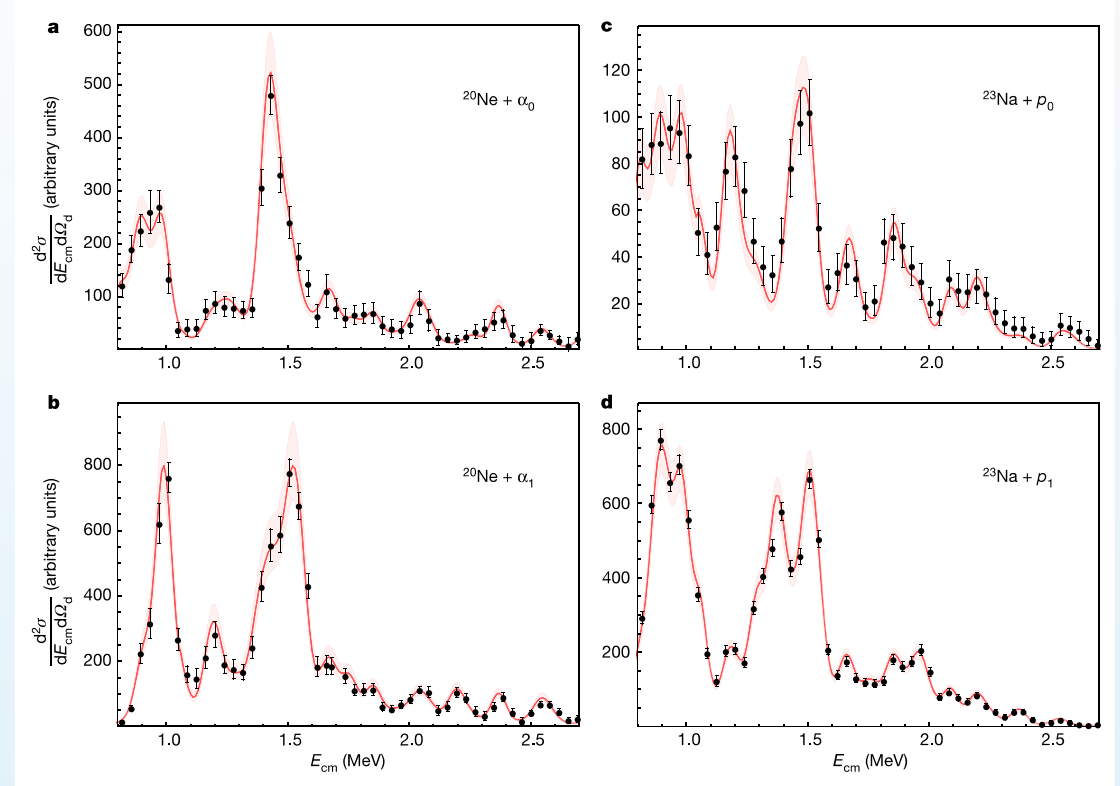 a
600
500
400
300
200
100
d²σ
dE_cm dΩ_d (arbitrary units)
²⁰Ne + α₀
1.0 1.5 2.0 2.5
c
120
100
80
60
40
20
²³Na + p₀
1.0 1.5 2.0 2.5
b
800
600
400
200
d²σ
dE_cm dΩ_d (arbitrary units)
²⁰Ne + α₁
1.0 1.5 2.0 2.5
E_cm (MeV)
d
800
600
400
200
²³Na + p₁
1.0 1.5 2.0 2.5
E_cm (MeV)